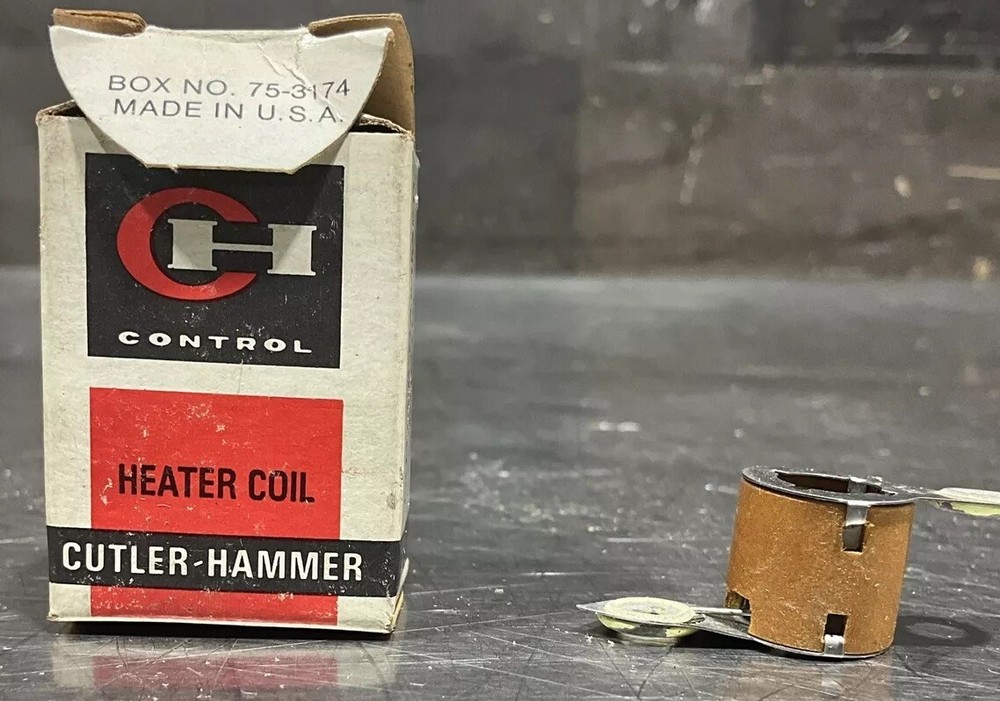 BOX NO. 75-3174
MADE IN U.S.A.
CH
CONTROL
HEATER COIL
CUTLER-HAMMER